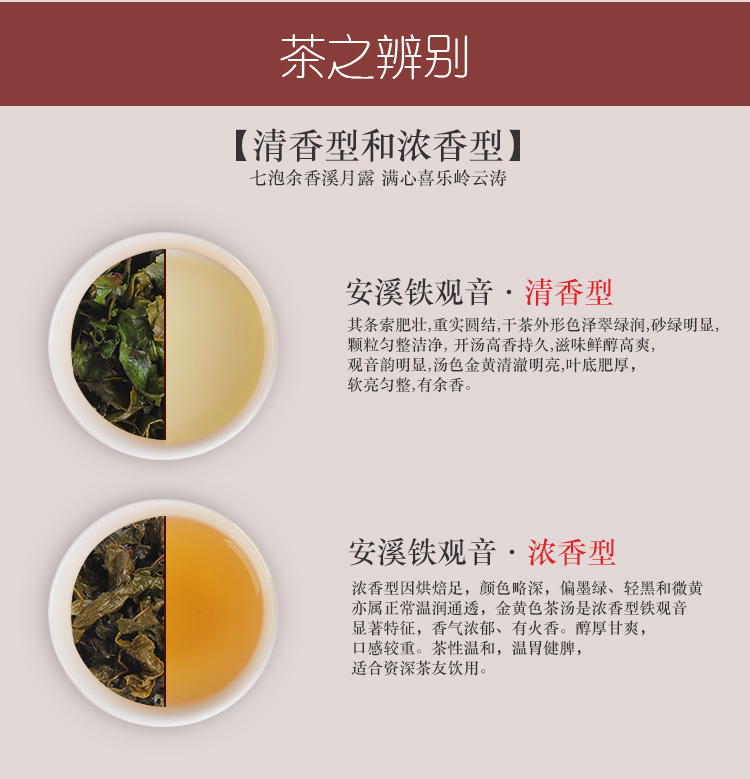 茶之辨别
【清香型和浓香型】
七泡余香溪月露 满心喜乐岭云涛
安溪铁观音·清香型
其条索肥壮,重实圆结,干茶外形色泽翠绿润,砂绿明显,
颗粒匀整洁净, 开汤高香持久,滋味鲜醇高爽,
观音韵明显,汤色金黄清澈明亮,叶底肥厚，
软亮匀整,有余香。
安溪铁观音·浓香型
浓香型因烘焙足，颜色略深，偏墨绿、轻黑和微黄
亦属正常温润通透，金黄色茶汤是浓香型铁观音
显著特征，香气浓郁、有火香。醇厚甘爽，
口感较重。茶性温和，温胃健脾，
适合资深茶友饮用。